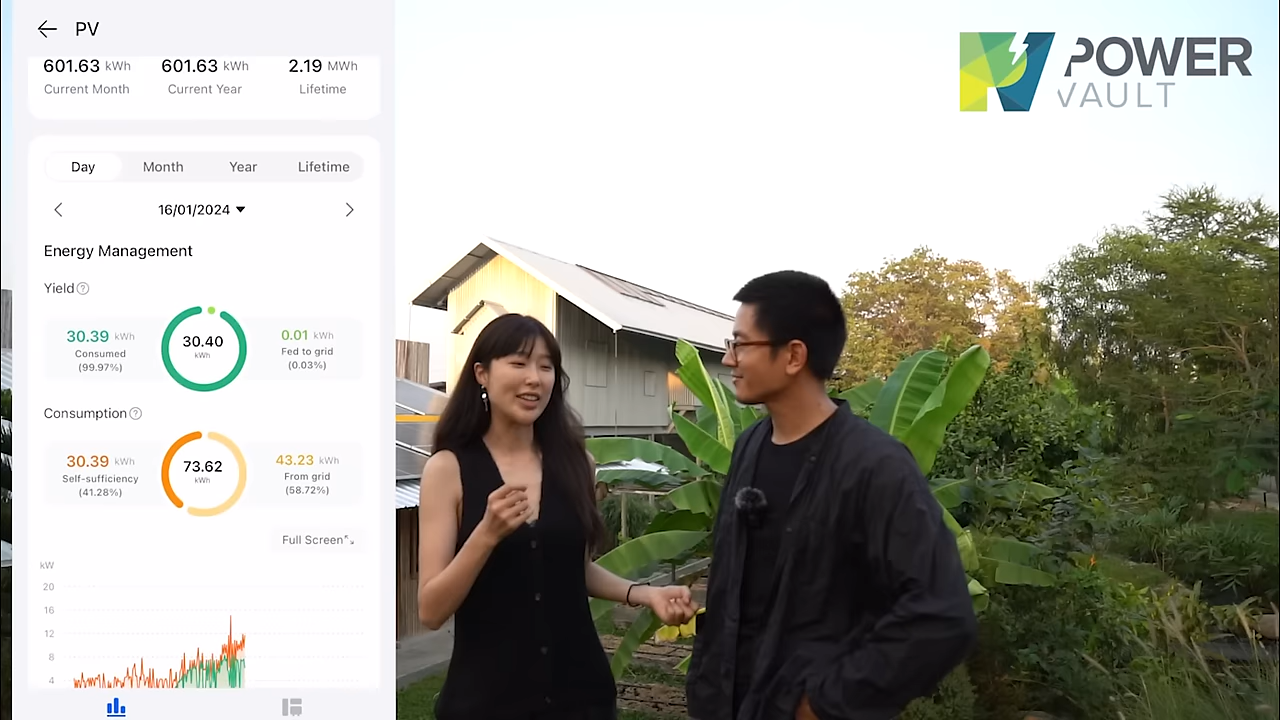 PV
601.63 kWh 601.63 kWh 2.19 MWh
Current Month Current Year Lifetime
Day Month Year Lifetime
16/01/2024
Energy Management
Yield
30.39 kWh
Consumed
(99.97%)
30.40
kWh
0.01 kWh
Fed to grid
(0.03%)
Consumption
30.39 kWh
Self-sufficiency
(41.28%)
73.62
kWh
43.23 kWh
From grid
(58.72%)
Full Screen
kW
20
16
12
8
4
POWER
VAULT